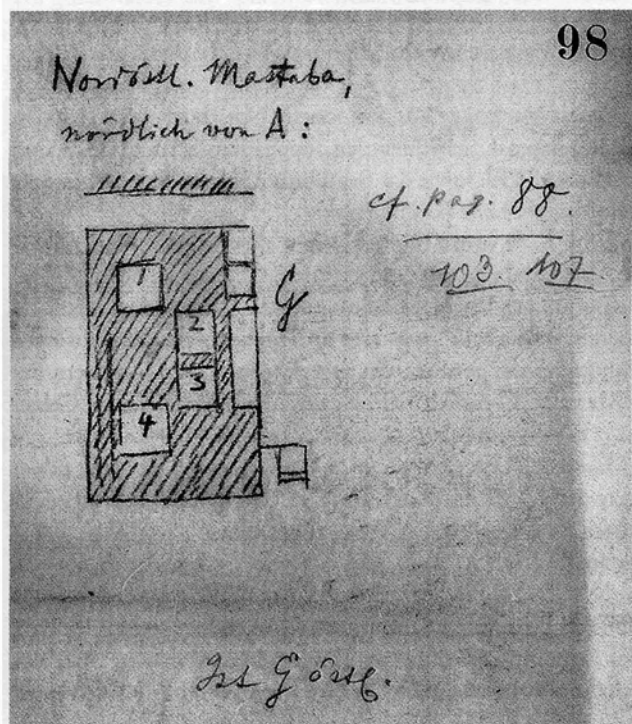 98
Nordöstl. Mastaba,
nördlich von A:
cf. pag. 88.
103. 107
1
G
2
3
4
Ist G östl.